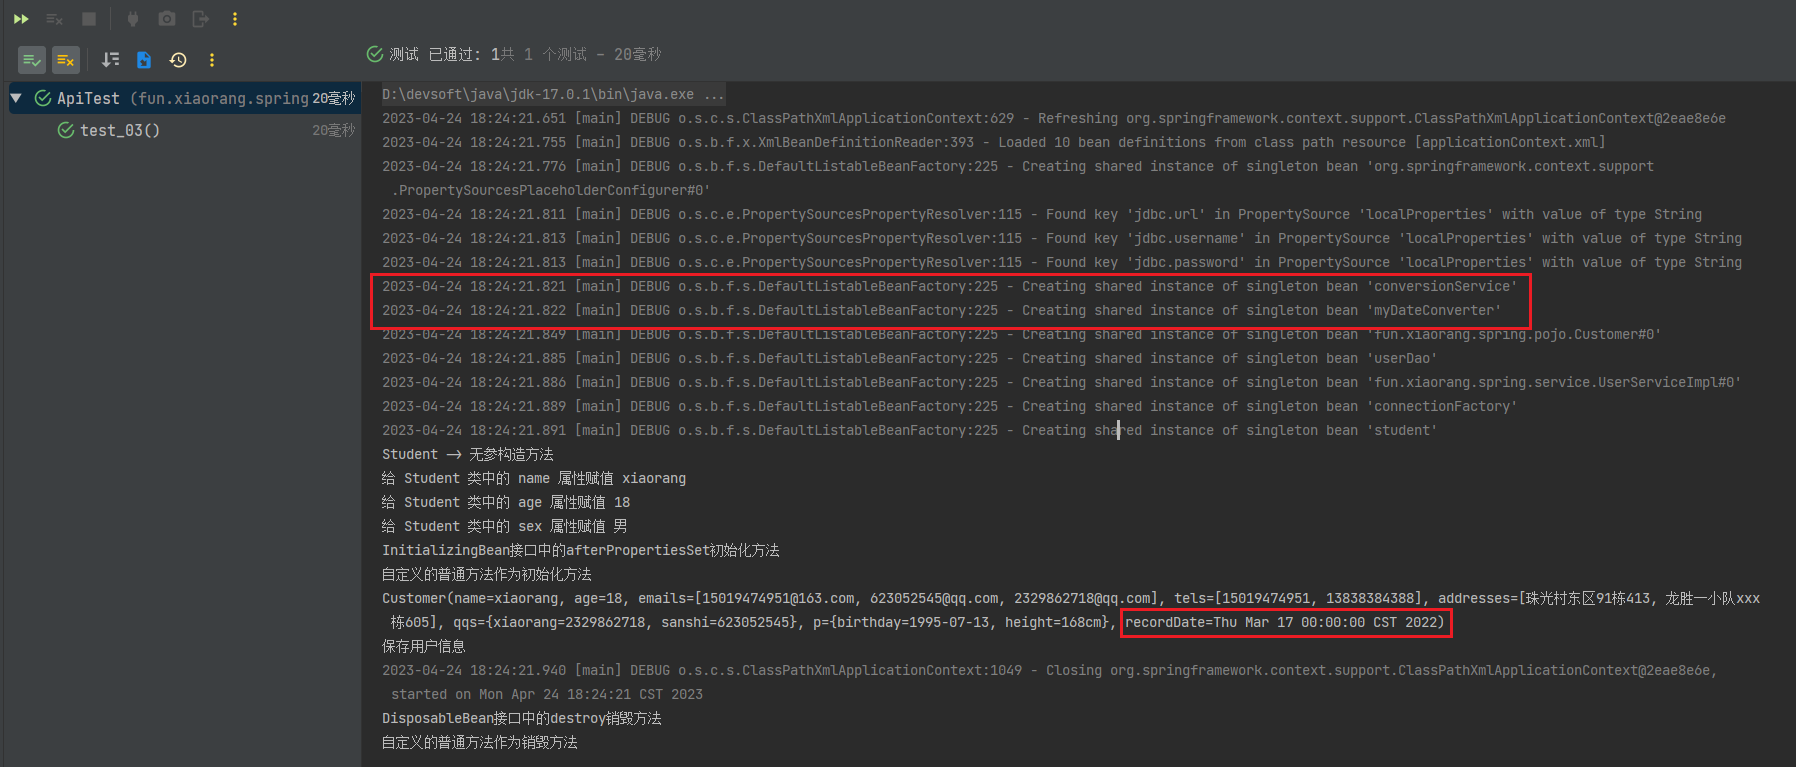 测试 已通过: 1共 1 个测试 – 20毫秒
ApiTest (fun.xiaorang.spring 20毫秒
test_03() 20毫秒
D:\devsoft\java\jdk-17.0.1\bin\java.exe ...
2023-04-24 18:24:21.651 [main] DEBUG o.s.c.s.ClassPathXmlApplicationContext:629 - Refreshing org.springframework.context.support.ClassPathXmlApplicationContext@2eae8e6e
2023-04-24 18:24:21.755 [main] DEBUG o.s.b.f.x.XmlBeanDefinitionReader:393 - Loaded 10 bean definitions from class path resource [applicationContext.xml]
2023-04-24 18:24:21.776 [main] DEBUG o.s.b.f.s.DefaultListableBeanFactory:225 - Creating shared instance of singleton bean 'org.springframework.context.support
.PropertySourcesPlaceholderConfigurer#0'
2023-04-24 18:24:21.811 [main] DEBUG o.s.c.e.PropertySourcesPropertyResolver:115 - Found key 'jdbc.url' in PropertySource 'localProperties' with value of type String
2023-04-24 18:24:21.813 [main] DEBUG o.s.c.e.PropertySourcesPropertyResolver:115 - Found key 'jdbc.username' in PropertySource 'localProperties' with value of type String
2023-04-24 18:24:21.813 [main] DEBUG o.s.c.e.PropertySourcesPropertyResolver:115 - Found key 'jdbc.password' in PropertySource 'localProperties' with value of type String
2023-04-24 18:24:21.821 [main] DEBUG o.s.b.f.s.DefaultListableBeanFactory:225 - Creating shared instance of singleton bean 'conversionService'
2023-04-24 18:24:21.822 [main] DEBUG o.s.b.f.s.DefaultListableBeanFactory:225 - Creating shared instance of singleton bean 'myDateConverter'
2023-04-24 18:24:21.849 [main] DEBUG o.s.b.f.s.DefaultListableBeanFactory:225 - Creating shared instance of singleton bean 'fun.xiaorang.spring.pojo.Customer#0'
2023-04-24 18:24:21.885 [main] DEBUG o.s.b.f.s.DefaultListableBeanFactory:225 - Creating shared instance of singleton bean 'userDao'
2023-04-24 18:24:21.886 [main] DEBUG o.s.b.f.s.DefaultListableBeanFactory:225 - Creating shared instance of singleton bean 'fun.xiaorang.spring.service.UserServiceImpl#0'
2023-04-24 18:24:21.889 [main] DEBUG o.s.b.f.s.DefaultListableBeanFactory:225 - Creating shared instance of singleton bean 'connectionFactory'
2023-04-24 18:24:21.891 [main] DEBUG o.s.b.f.s.DefaultListableBeanFactory:225 - Creating shared instance of singleton bean 'student'
Student —> 无参构造方法
给 Student 类中的 name 属性赋值 xiaorang
给 Student 类中的 age 属性赋值 18
给 Student 类中的 sex 属性赋值 男
InitializingBean接口中的afterPropertiesSet初始化方法
自定义的普通方法作为初始化方法
Customer(name=xiaorang, age=18, emails=[15019474951@163.com, 623052545@qq.com, 2329862718@qq.com], tels=[15019474951, 13838384388], addresses=[珠光村东区91栋413, 龙胜一小队xxx
栋605], qqs={xiaorang=2329862718, sanshi=623052545}, p={birthday=1995-07-13, height=168cm}, recordDate=Thu Mar 17 00:00:00 CST 2022)
保存用户信息
2023-04-24 18:24:21.940 [main] DEBUG o.s.c.s.ClassPathXmlApplicationContext:1049 - Closing org.springframework.context.support.ClassPathXmlApplicationContext@2eae8e6e,
started on Mon Apr 24 18:24:21 CST 2023
DisposableBean接口中的destroy销毁方法
自定义的普通方法作为销毁方法